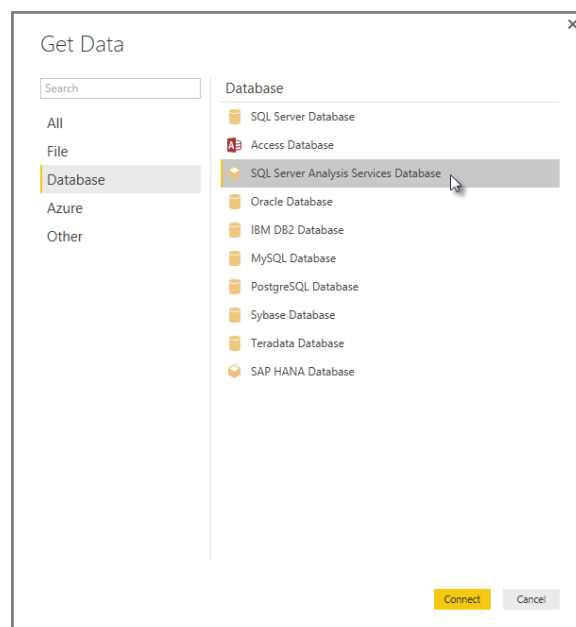 Get Data
Search
All
File
Database
Azure
Other
Database
SQL Server Database
Access Database
SQL Server Analysis Services Database
Oracle Database
IBM DB2 Database
MySQL Database
PostgreSQL Database
Sybase Database
Teradata Database
SAP HANA Database
Connect
Cancel